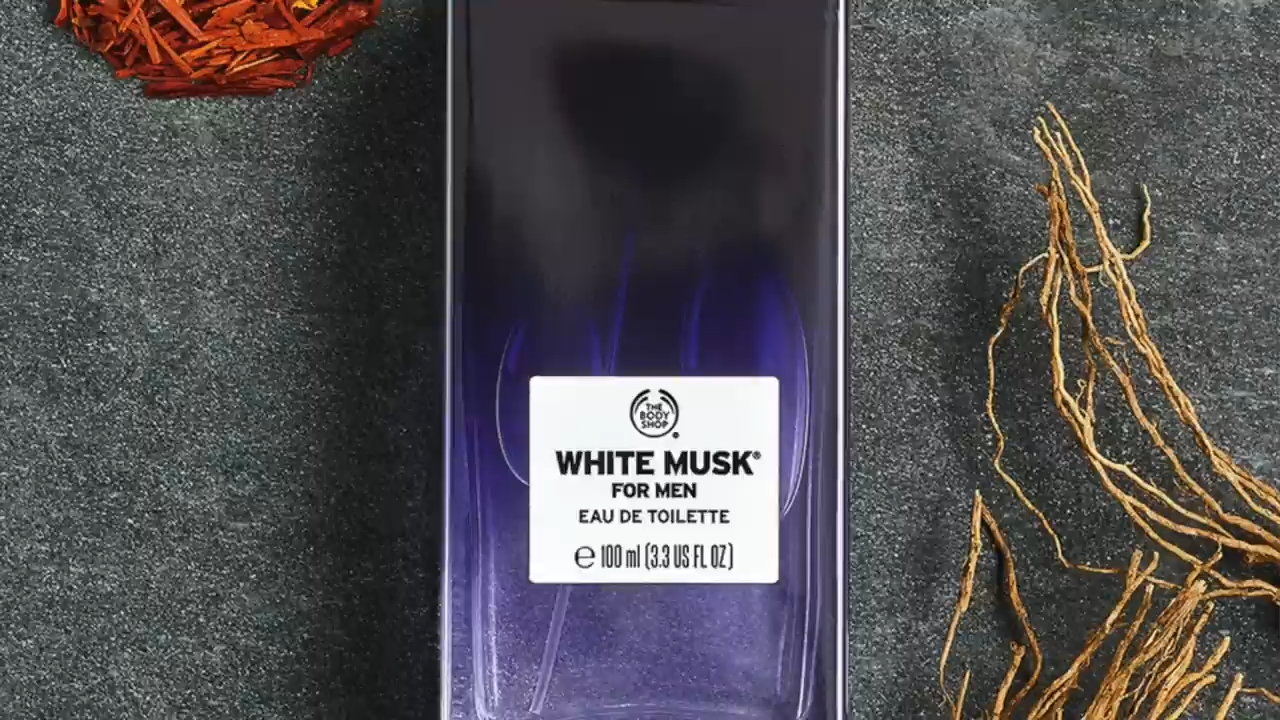 THE
BODY
SHOP
WHITE MUSK®
FOR MEN
EAU DE TOILETTE
℮ 100 ml (3.3 US FL OZ)